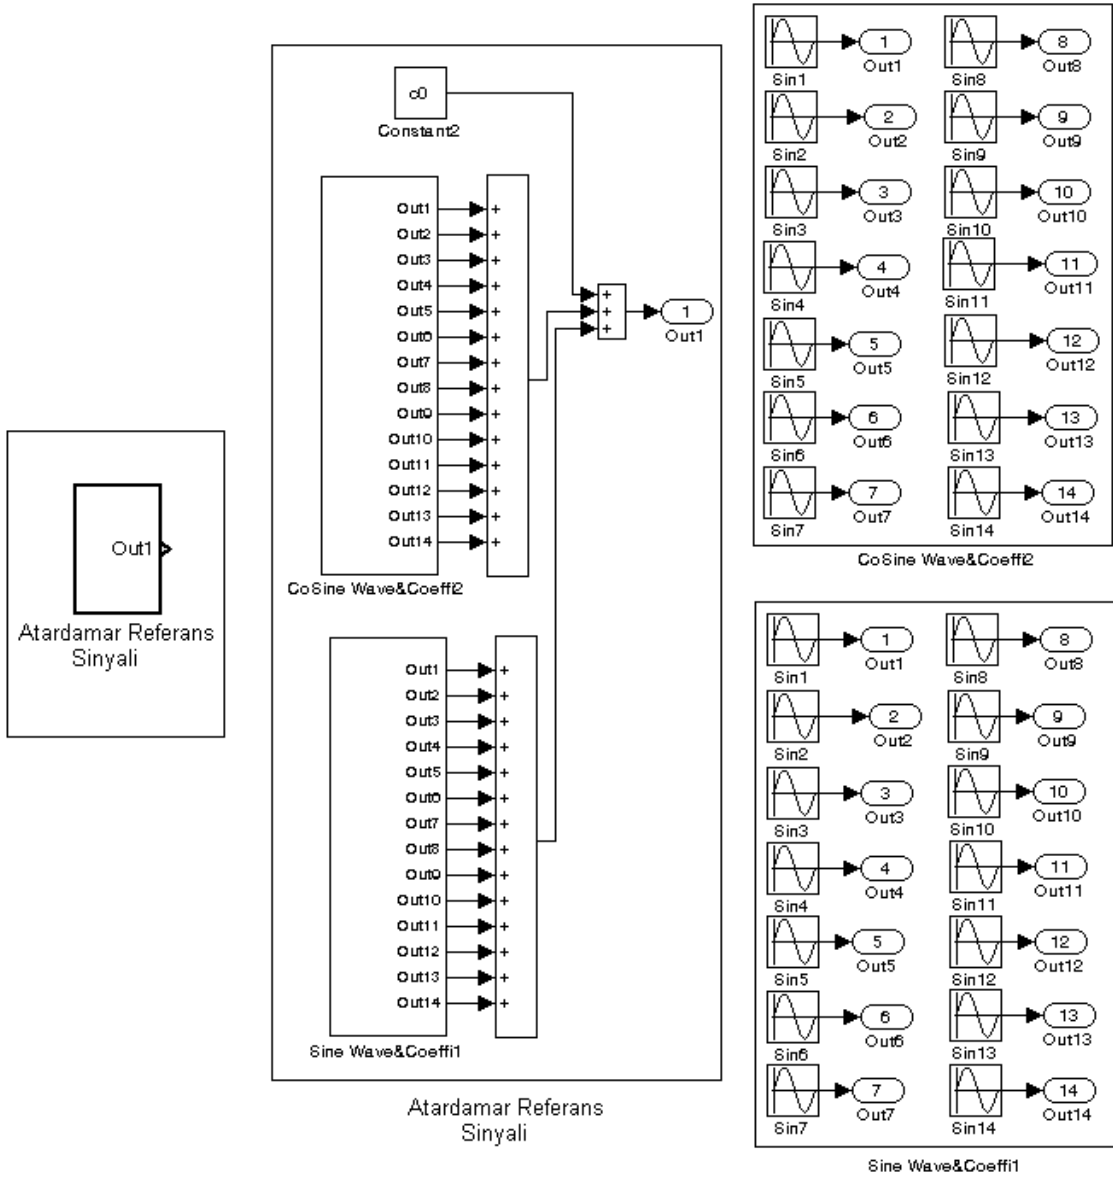 Out1
Atardamar Referans
Sinyali
c0
Constant2
Out1 +
Out2 +
Out3 +
Out4 +
Out5 +
Out6 +
Out7 +
Out8 +
Out9 +
Out10 +
Out11 +
Out12 +
Out13 +
Out14 +
CoSine Wave&Coeffi2
+
+
+
1
Out1
Out1 +
Out2 +
Out3 +
Out4 +
Out5 +
Out6 +
Out7 +
Out8 +
Out9 +
Out10 +
Out11 +
Out12 +
Out13 +
Out14 +
Sine Wave&Coeffi1
Atardamar Referans
Sinyali
1 8
Out1 Out8
Sin1 Sin8
2 9
Out2 Out9
Sin2 Sin9
3 10
Out3 Out10
Sin3 Sin10
4 11
Out4 Out11
Sin4 Sin11
5 12
Out5 Out12
Sin5 Sin12
6 13
Out6 Out13
Sin6 Sin13
7 14
Out7 Out14
Sin7 Sin14
CoSine Wave&Coeffi2
1 8
Out1 Out8
Sin1 Sin8
2 9
Out2 Out9
Sin2 Sin9
3 10
Out3 Out10
Sin3 Sin10
4 11
Out4 Out11
Sin4 Sin11
5 12
Out5 Out12
Sin5 Sin12
6 13
Out6 Out13
Sin6 Sin13
7 14
Out7 Out14
Sin7 Sin14
Sine Wave&Coeffi1